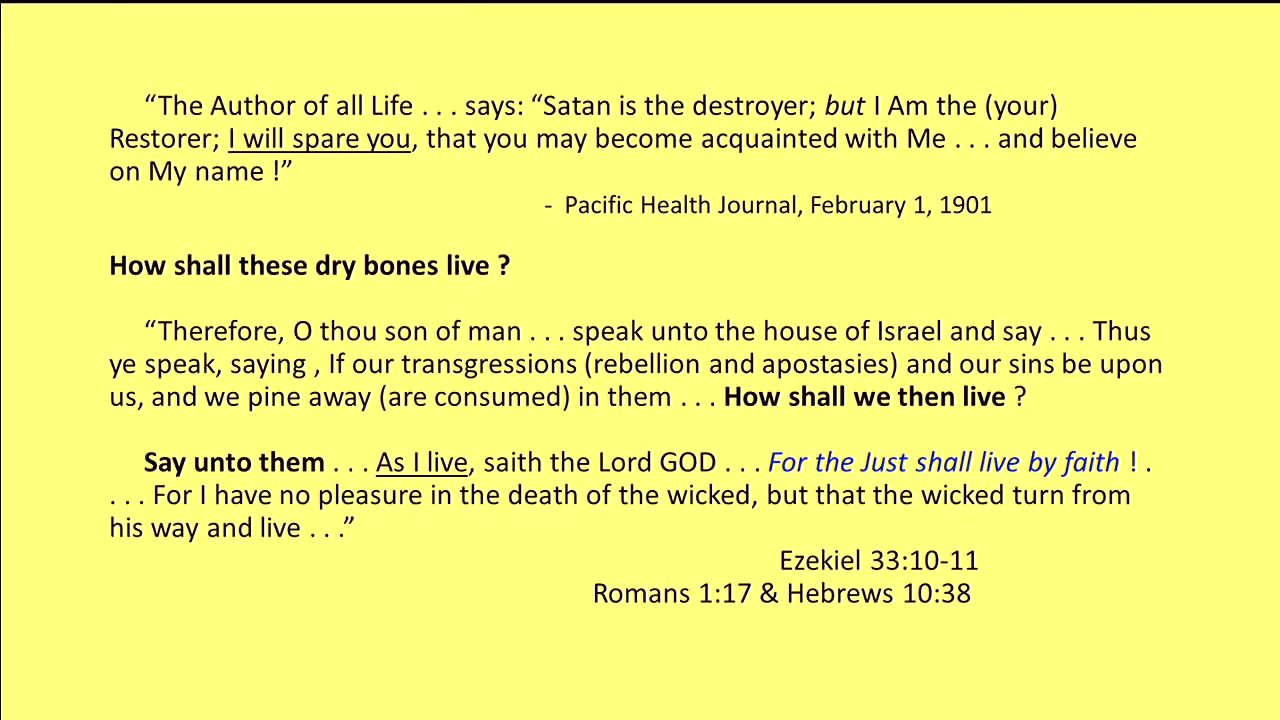 “The Author of all Life . . . says: “Satan is the destroyer; but I Am the (your)
Restorer; I will spare you, that you may become acquainted with Me . . . and believe
on My name !”
- Pacific Health Journal, February 1, 1901
How shall these dry bones live ?
“Therefore, O thou son of man . . . speak unto the house of Israel and say . . . Thus
ye speak, saying , If our transgressions (rebellion and apostasies) and our sins be upon
us, and we pine away (are consumed) in them . . . How shall we then live ?
Say unto them . . . As I live, saith the Lord GOD . . . For the Just shall live by faith ! .
. . . For I have no pleasure in the death of the wicked, but that the wicked turn from
his way and live . . .”
Ezekiel 33:10-11
Romans 1:17 & Hebrews 10:38